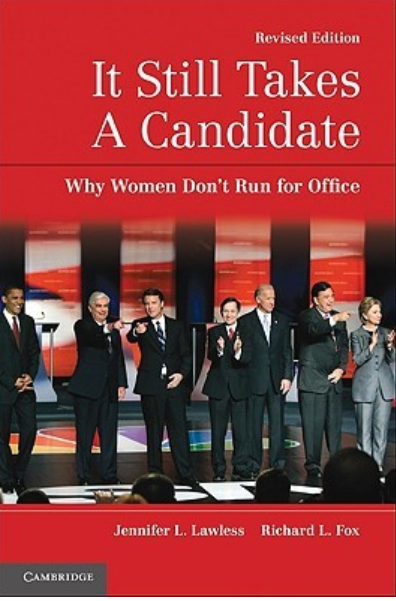 Revised Edition
It Still Takes
A Candidate
Why Women Don't Run for Office
Jennifer L. Lawless Richard L. Fox
CAMBRIDGE